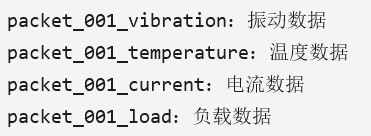 packet_001_vibration：振动数据
packet_001_temperature：温度数据
packet_001_current：电流数据
packet_001_load：负载数据